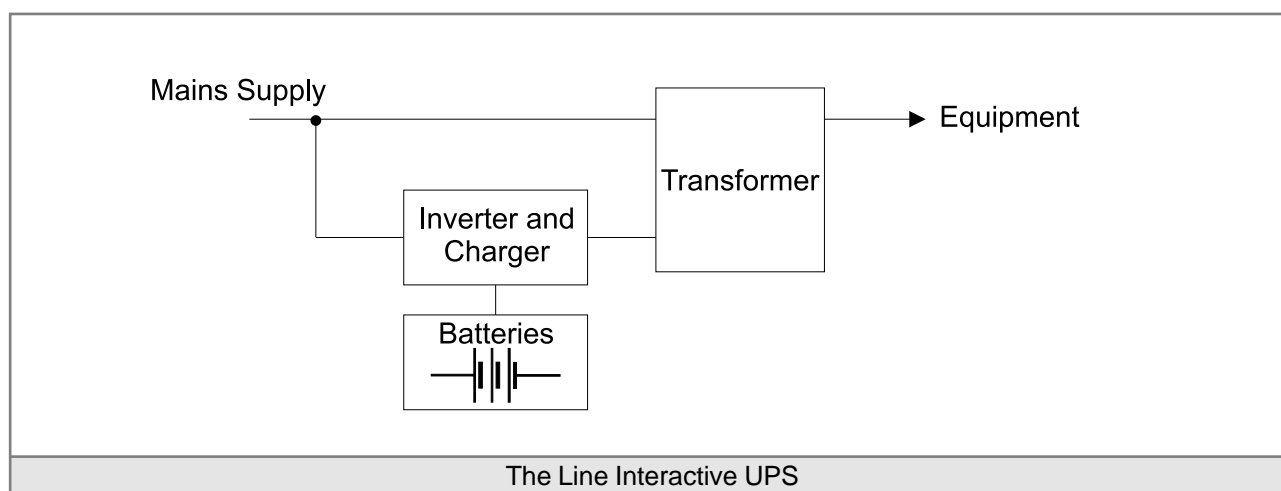 Mains Supply
Equipment
Transformer
Inverter and
Charger
Batteries
The Line Interactive UPS